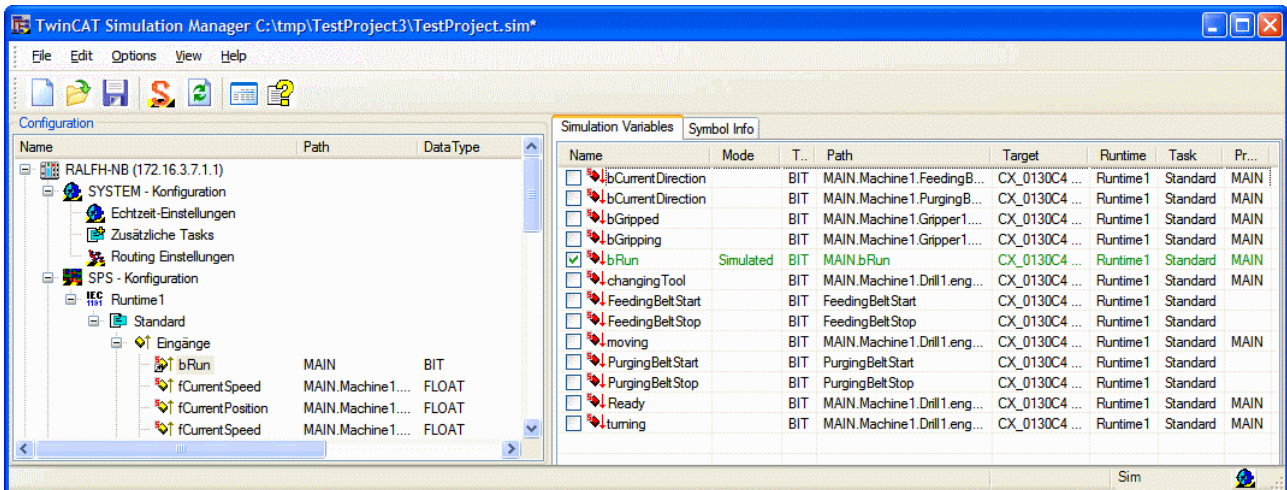 TwinCAT Simulation Manager C:\tmp\TestProject3\TestProject.sim*
File Edit Options View Help
Configuration
Name Path DataType
RALFH-NB (172.16.3.7.1.1)
SYSTEM - Konfiguration
Echtzeit-Einstellungen
Zusätzliche Tasks
Routing Einstellungen
SPS - Konfiguration
IEC 1131 Runtime1
Standard
Eingänge
bRun MAIN BIT
fCurrentSpeed MAIN.Machine1.... FLOAT
fCurrentPosition MAIN.Machine1.... FLOAT
fCurrentSpeed MAIN.Machine1.... FLOAT
Simulation Variables Symbol Info
Name Mode T... Path Target Runtime Task Pr...
bCurrentDirection BIT MAIN.Machine1.FeedingB... CX_0130C4 ... Runtime1 Standard MAIN
bCurrentDirection BIT MAIN.Machine1.PurgingB... CX_0130C4 ... Runtime1 Standard MAIN
bGripped BIT MAIN.Machine1.Gripper1.... CX_0130C4 ... Runtime1 Standard MAIN
bGripping BIT MAIN.Machine1.Gripper1.... CX_0130C4 ... Runtime1 Standard MAIN
bRun Simulated BIT MAIN.bRun CX_0130C4 ... Runtime1 Standard MAIN
changingTool BIT MAIN.Machine1.Drill1.eng... CX_0130C4 ... Runtime1 Standard MAIN
FeedingBeltStart BIT FeedingBeltStart CX_0130C4 ... Runtime1 Standard
FeedingBeltStop BIT FeedingBeltStop CX_0130C4 ... Runtime1 Standard
moving BIT MAIN.Machine1.Drill1.eng... CX_0130C4 ... Runtime1 Standard MAIN
PurgingBeltStart BIT PurgingBeltStart CX_0130C4 ... Runtime1 Standard
PurgingBeltStop BIT PurgingBeltStop CX_0130C4 ... Runtime1 Standard
Ready BIT MAIN.Machine1.Drill1.eng... CX_0130C4 ... Runtime1 Standard MAIN
turning BIT MAIN.Machine1.Drill1.eng... CX_0130C4 ... Runtime1 Standard MAIN
Sim